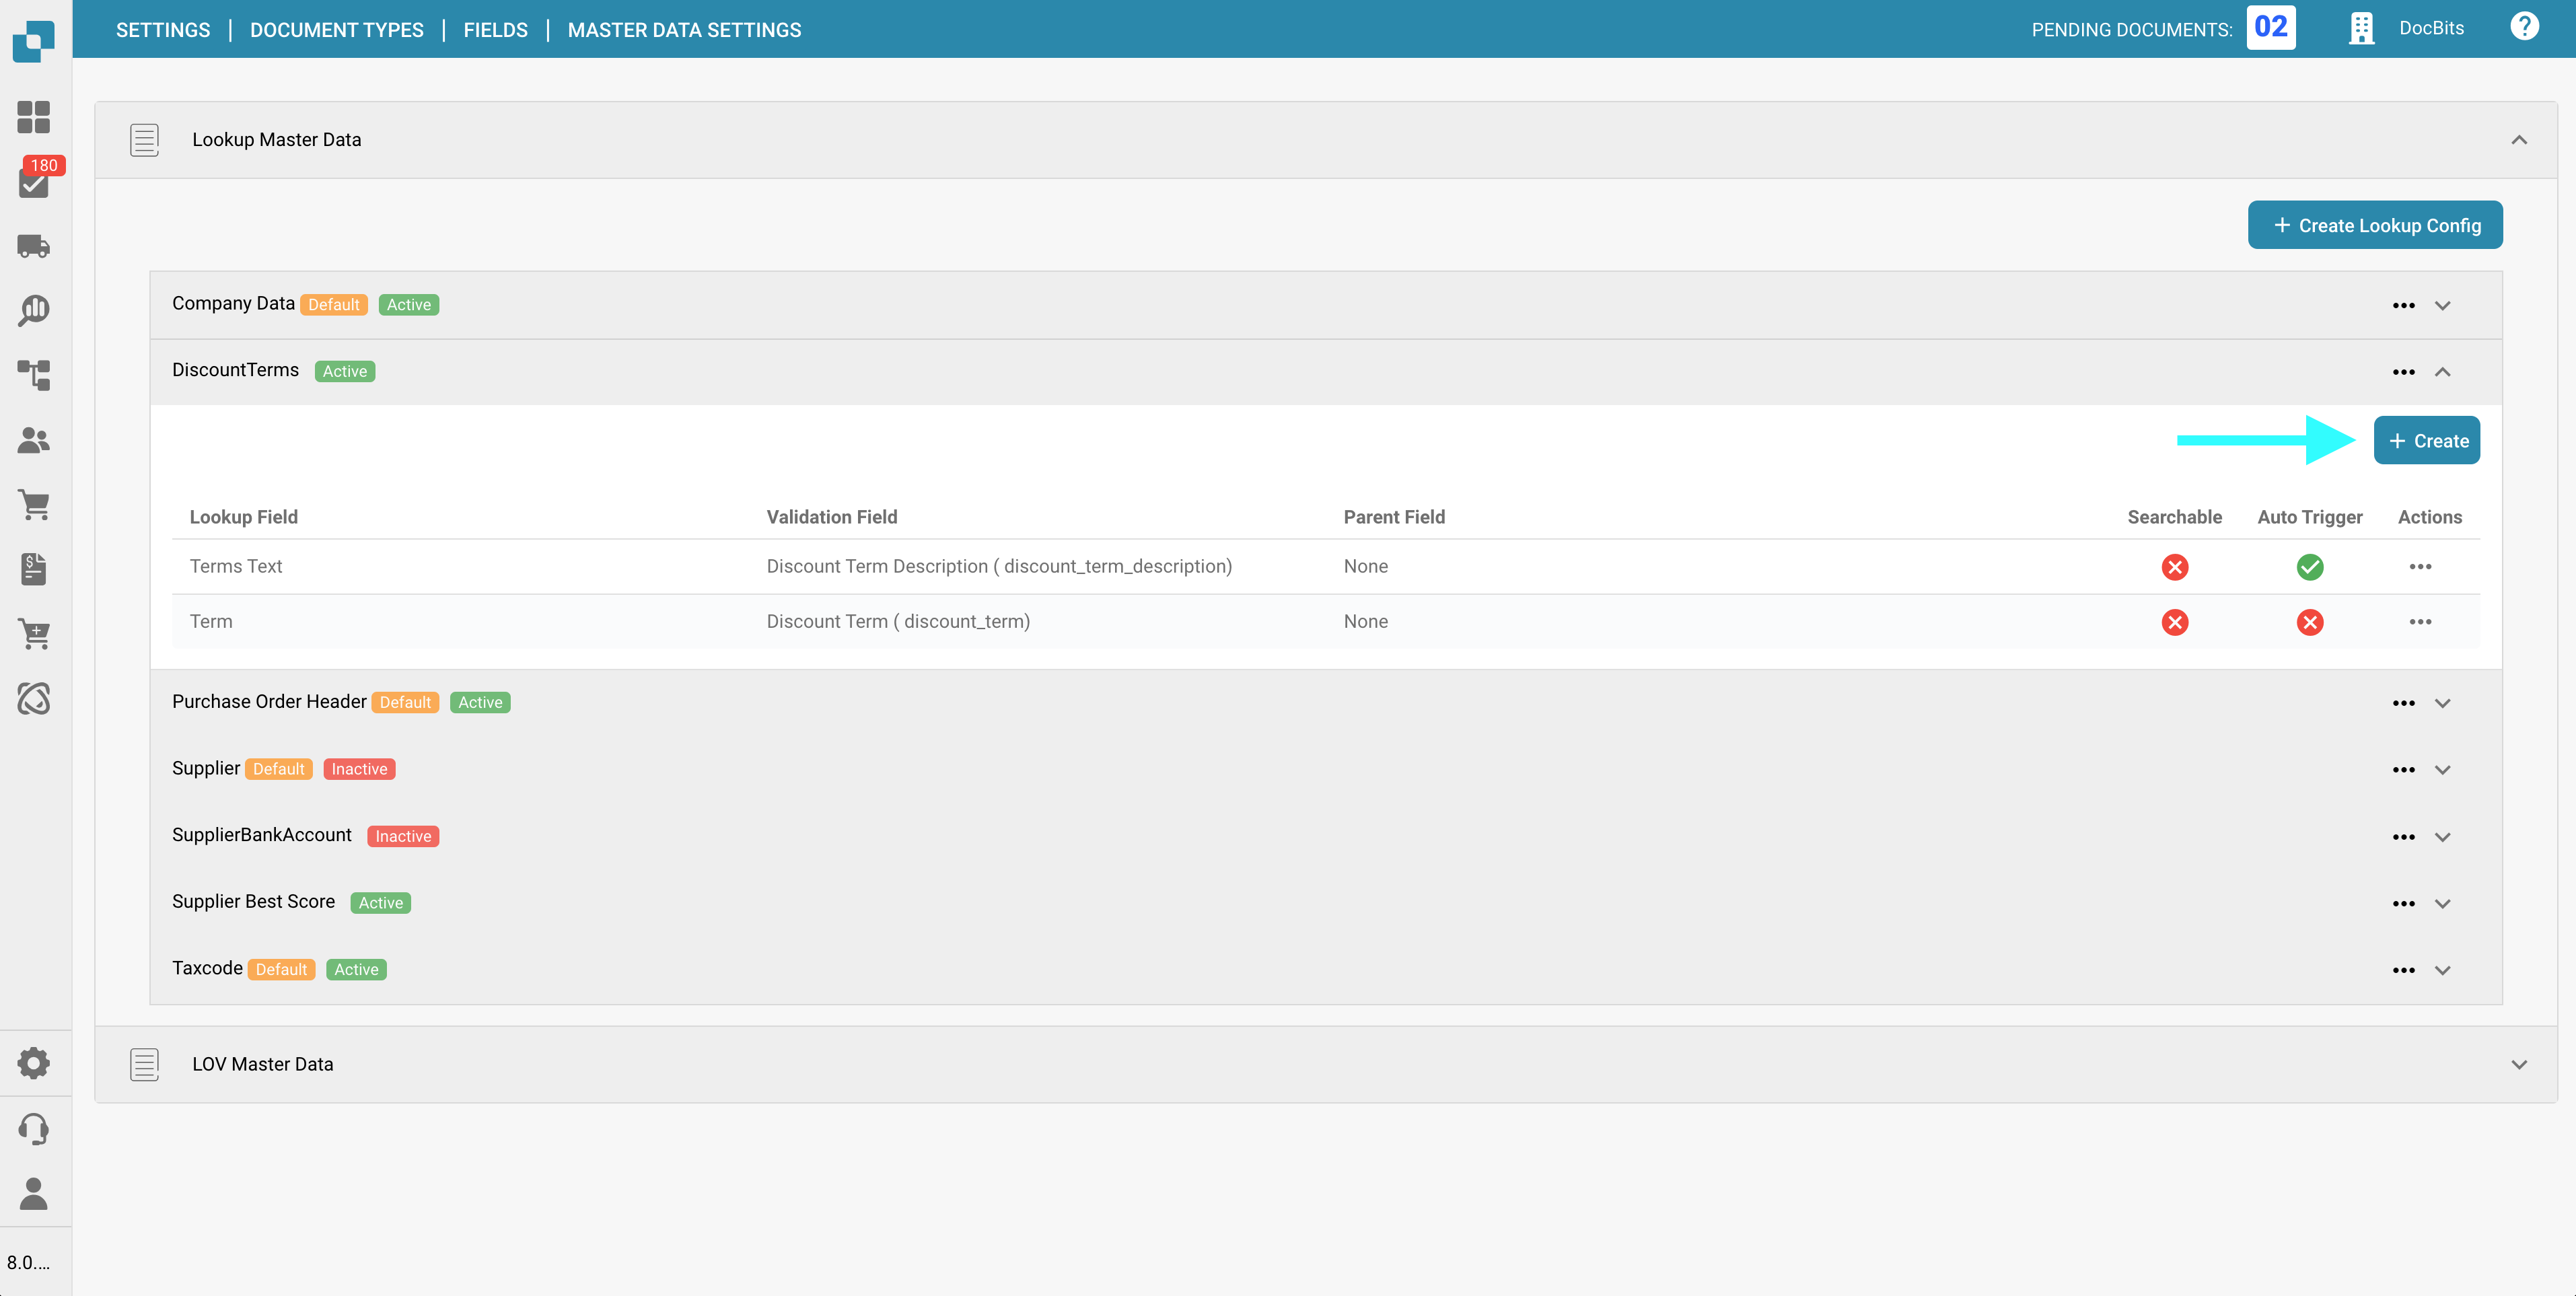 SETTINGS | DOCUMENT TYPES | FIELDS | MASTER DATA SETTINGS PENDING DOCUMENTS: 02 DocBits ?
180
Lookup Master Data
+ Create Lookup Config
Company Data Default Active
DiscountTerms Active
+ Create
Lookup Field Validation Field Parent Field Searchable Auto Trigger Actions
Terms Text Discount Term Description ( discount_term_description) None
Term Discount Term ( discount_term) None
Purchase Order Header Default Active
Supplier Default Inactive
SupplierBankAccount Inactive
Supplier Best Score Active
Taxcode Default Active
LOV Master Data
8.0....